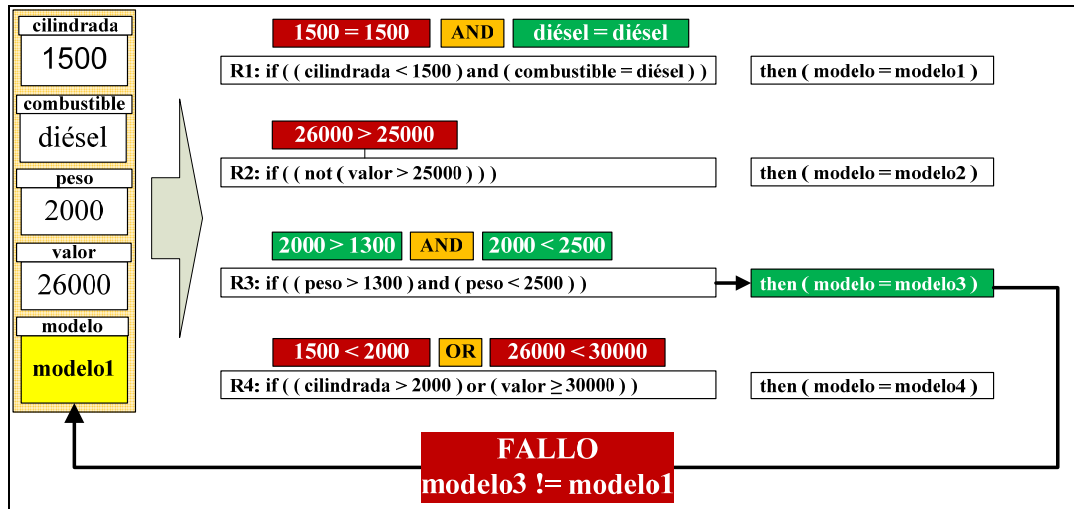 cilindrada
1500
combustible
diésel
peso
2000
valor
26000
modelo
modelo1
1500 = 1500 AND diésel = diésel
R1: if ( ( cilindrada < 1500 ) and ( combustible = diésel ) ) then ( modelo = modelo1 )
26000 > 25000
R2: if ( ( not ( valor > 25000 ) ) ) then ( modelo = modelo2 )
2000 > 1300 AND 2000 < 2500
R3: if ( ( peso > 1300 ) and ( peso < 2500 ) ) then ( modelo = modelo3 )
1500 < 2000 OR 26000 < 30000
R4: if ( ( cilindrada > 2000 ) or ( valor ≥ 30000 ) ) then ( modelo = modelo4 )
FALLO
modelo3 != modelo1